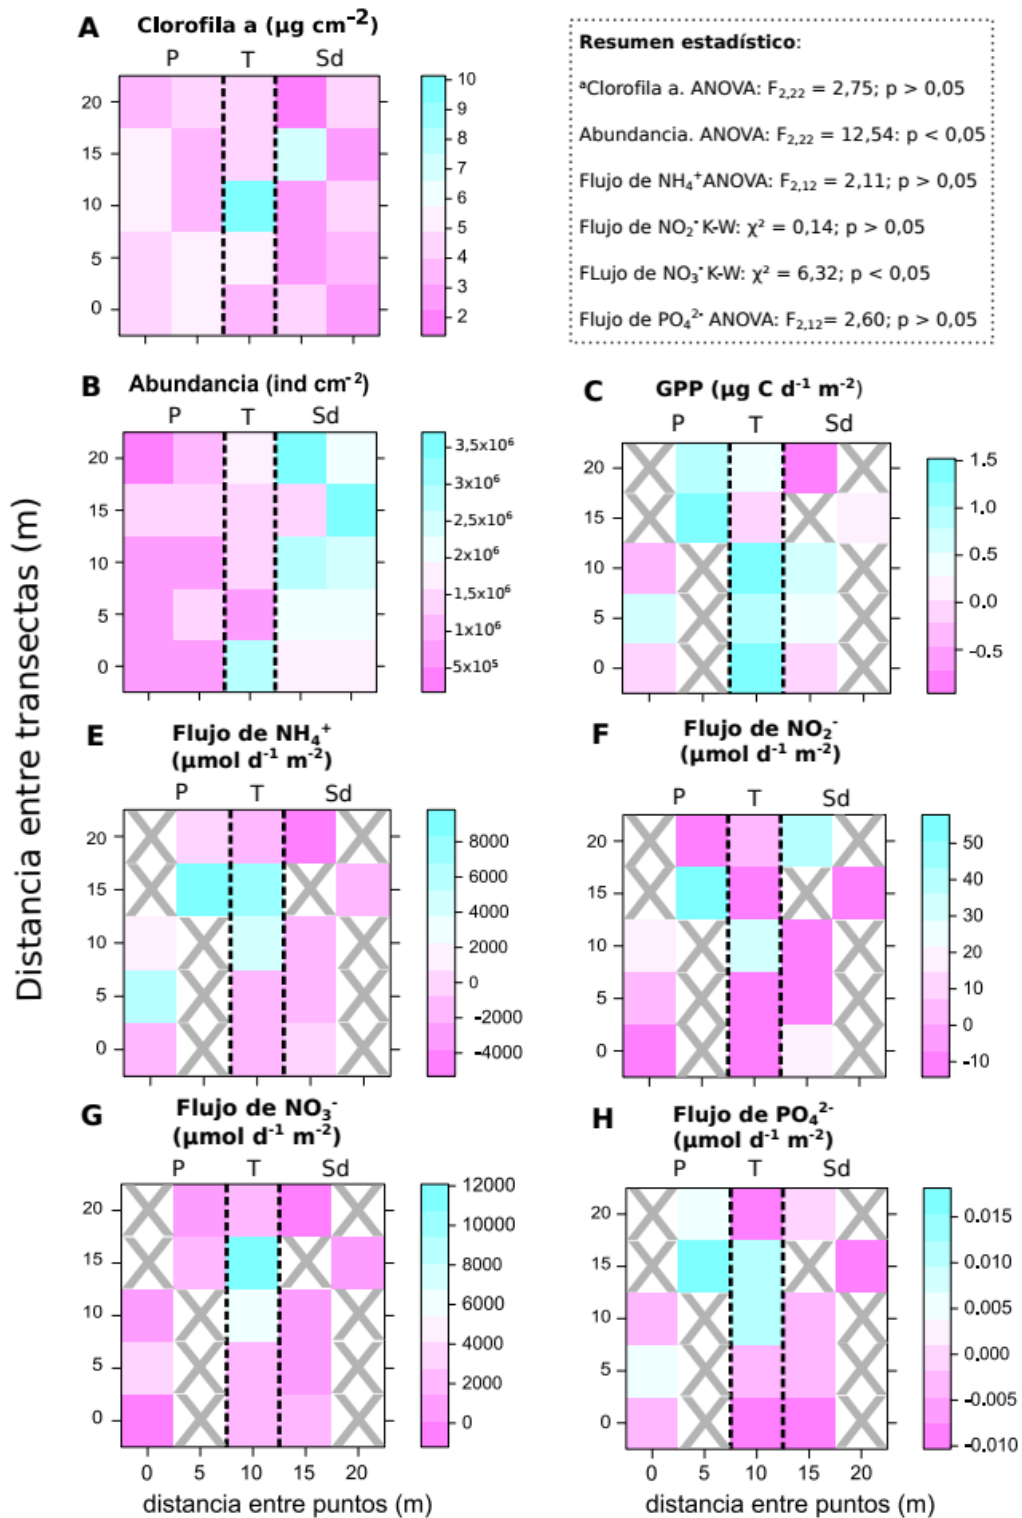 A Clorofila a (µg cm⁻²)
P T Sd
20
15
10
5
0
10
9
8
7
6
5
4
3
2
Resumen estadístico:
ᵃClorofila a. ANOVA: F₂,₂₂ = 2,75; p > 0,05
Abundancia. ANOVA: F₂,₂₂ = 12,54: p < 0,05
Flujo de NH₄⁺ANOVA: F₂,₁₂ = 2,11; p > 0,05
Flujo de NO₂⁻ K-W: χ² = 0,14; p > 0,05
FLujo de NO₃⁻ K-W: χ² = 6,32; p < 0,05
Flujo de PO₄²⁻ ANOVA: F₂,₁₂= 2,60; p > 0,05
Distancia entre transectas (m)
B Abundancia (ind cm⁻²)
P T Sd
20
15
10
5
0
3,5x10⁶
3x10⁶
2,5x10⁶
2x10⁶
1,5x10⁶
1x10⁶
5x10⁵
C GPP (µg C d⁻¹ m⁻²)
P T Sd
20
15
10
5
0
1.5
1.0
0.5
0.0
-0.5
E Flujo de NH₄⁺
(µmol d⁻¹ m⁻²)
P T Sd
20
15
10
5
0
8000
6000
4000
2000
0
-2000
-4000
F Flujo de NO₂⁻
(µmol d⁻¹ m⁻²)
P T Sd
20
15
10
5
0
50
40
30
20
10
0
-10
G Flujo de NO₃⁻
(µmol d⁻¹ m⁻²)
P T Sd
20
15
10
5
0
12000
10000
8000
6000
4000
2000
0
0 5 10 15 20
distancia entre puntos (m)
H Flujo de PO₄²⁻
(µmol d⁻¹ m⁻²)
P T Sd
20
15
10
5
0
0.015
0.010
0.005
0.000
-0.005
-0.010
0 5 10 15 20
distancia entre puntos (m)